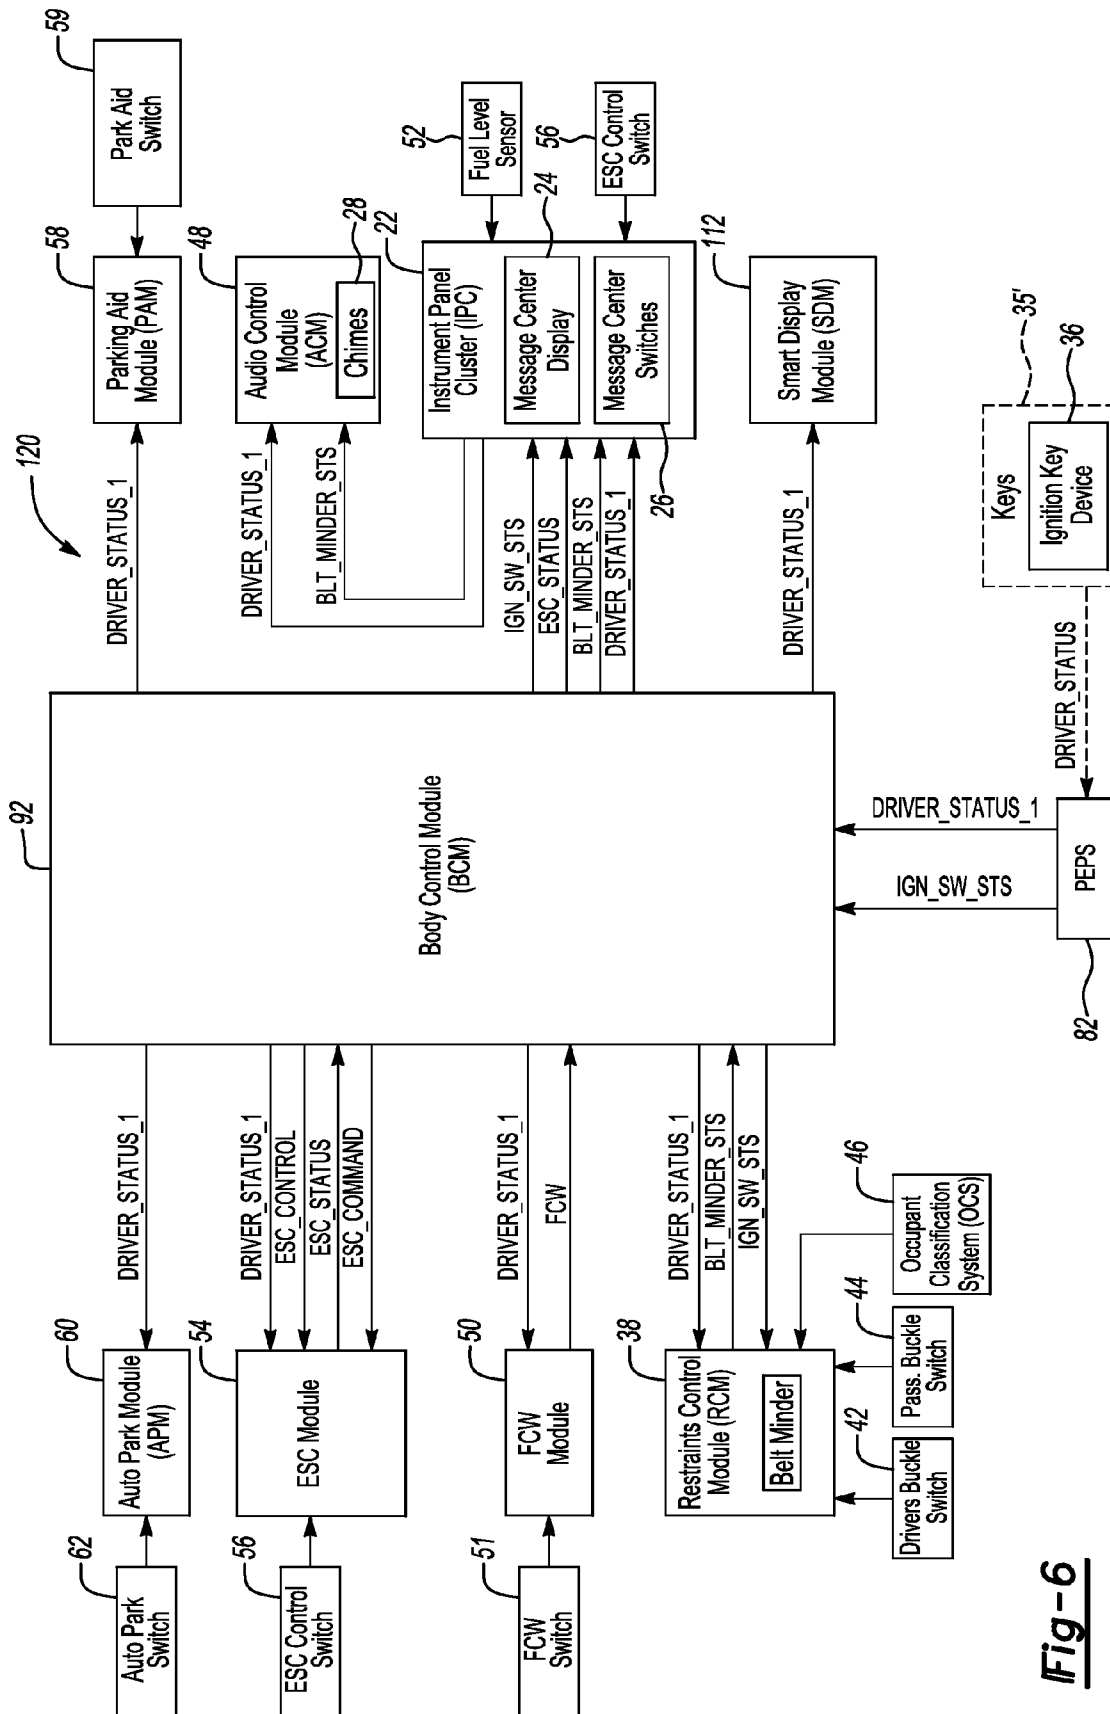 120
92
62
Auto Park
Switch
60
Auto Park Module
(APM)
DRIVER_STATUS_1
56
ESC Control
Switch
54
ESC Module
DRIVER_STATUS_1
ESC_CONTROL
ESC_STATUS
ESC_COMMAND
51
FCW
Switch
50
FCW
Module
DRIVER_STATUS_1
FCW
38
Restraints Control
Module (RCM)
Belt Minder
DRIVER_STATUS_1
BLT_MINDER_STS
IGN_SW_STS
42
Drivers Buckle
Switch
44
Pass. Buckle
Switch
46
Occupant
Classification
System (OCS)
Body Control Module
(BCM)
DRIVER_STATUS_1
58
Parking Aid
Module (PAM)
59
Park Aid
Switch
DRIVER_STATUS_1
BLT_MINDER_STS
48
Audio Control
Module
(ACM)
Chimes
28
IGN_SW_STS
ESC_STATUS
BLT_MINDER_STS
DRIVER_STATUS_1
22
Instrument Panel
Cluster (IPC)
Message Center
Display
24
Message Center
Switches
26
52
Fuel Level
Sensor
56
ESC Control
Switch
DRIVER_STATUS_1
112
Smart Display
Module (SDM)
IGN_SW_STS
DRIVER_STATUS_1
82
PEPS
DRIVER_STATUS
35'
Keys
36
Ignition Key
Device
Fig-6